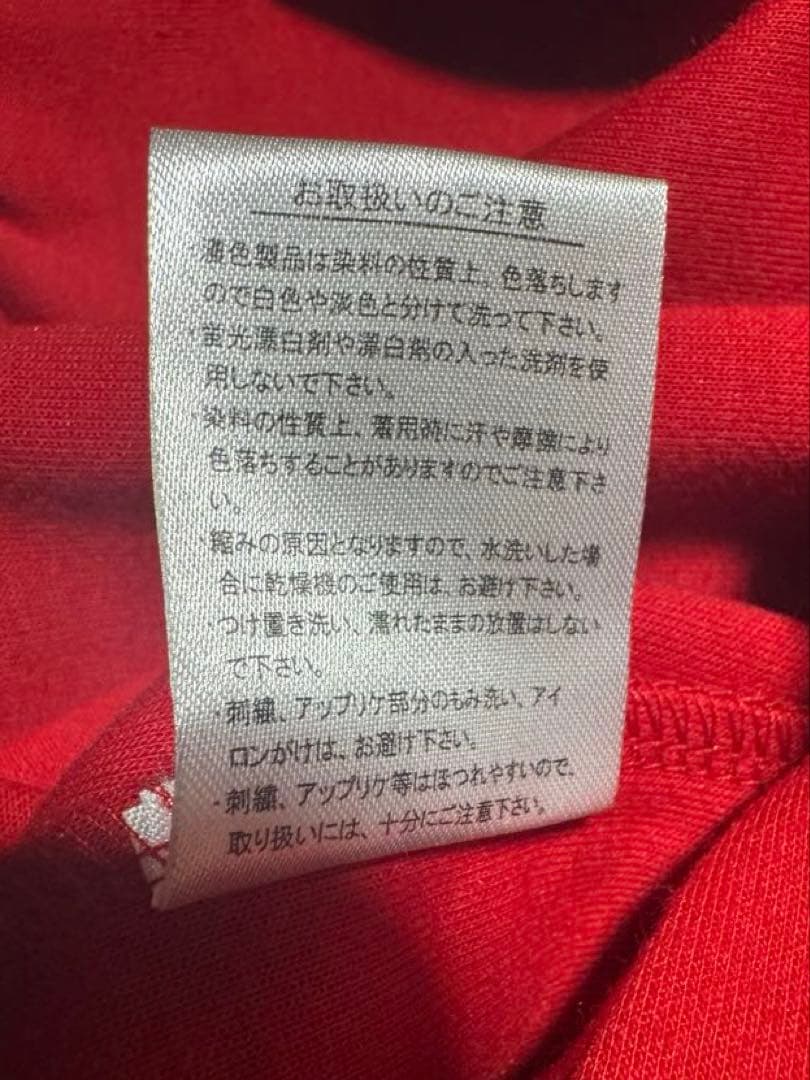 お取扱いのご注意
・濃色製品は染料の性質上、色落ちします
ので白色や淡色と分けて洗って下さい。
・蛍光漂白剤や漂白剤の入った洗剤を使
用しないで下さい。
・染料の性質上、着用時に汗や摩擦により
色落ちすることがありますのでご注意下さ
い。
・縮みの原因となりますので、水洗いした場
合に乾燥機のご使用は、お避け下さい。
・つけ置き洗い、濡れたままの放置はしない
で下さい。
・刺繍、アップリケ部分のもみ洗い、アイ
ロンがけは、お避け下さい。
・刺繍、アップリケ等はほつれやすいので、
取り扱いには、十分にご注意下さい。